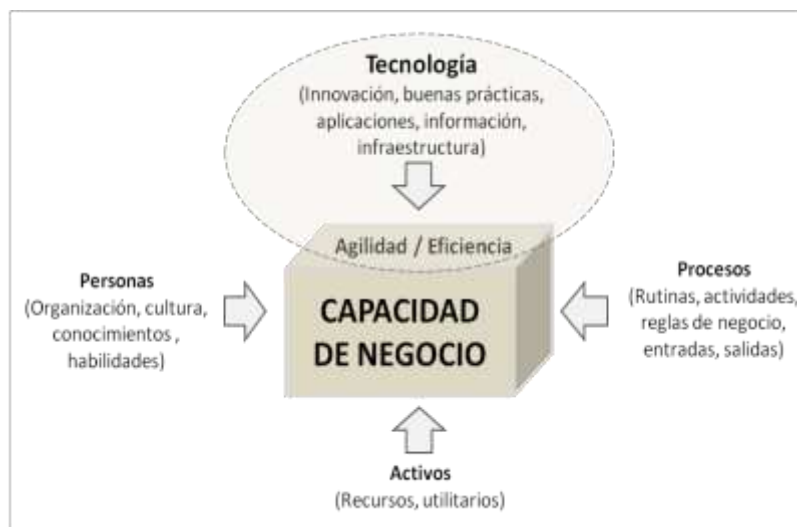 Tecnología
(Innovación, buenas prácticas,
aplicaciones, información,
infraestructura)
Agilidad / Eficiencia
Personas
(Organización, cultura,
conocimientos ,
habilidades)
CAPACIDAD
DE NEGOCIO
Procesos
(Rutinas, actividades,
reglas de negocio,
entradas, salidas)
Activos
(Recursos, utilitarios)